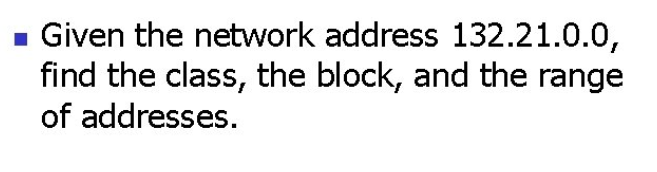 Given the network address 132.21.0.0,
find the class, the block, and the range
of addresses.